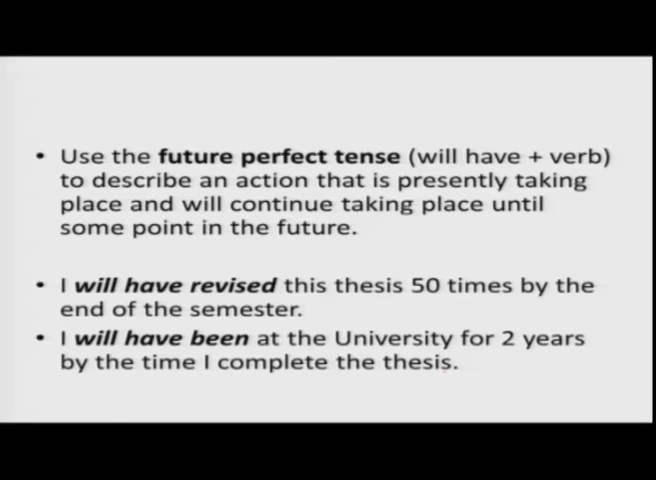 • Use the future perfect tense (will have + verb)
to describe an action that is presently taking
place and will continue taking place until
some point in the future.
• I will have revised this thesis 50 times by the
end of the semester.
• I will have been at the University for 2 years
by the time I complete the thesis.